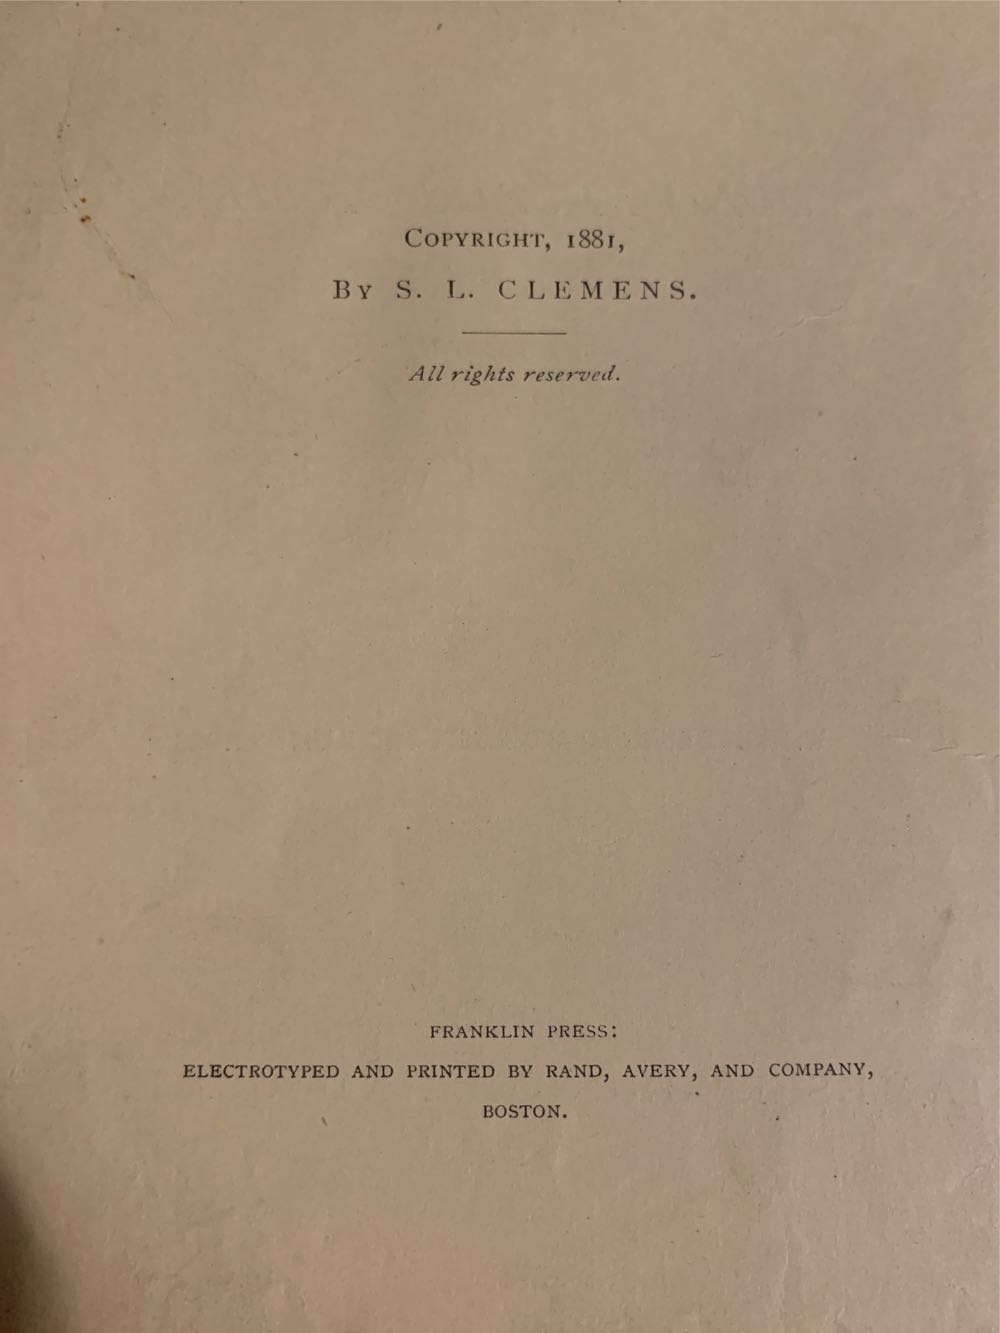 COPYRIGHT, 1881,
BY S. L. CLEMENS.
All rights reserved.
FRANKLIN PRESS:
ELECTROTYPED AND PRINTED BY RAND, AVERY, AND COMPANY,
BOSTON.